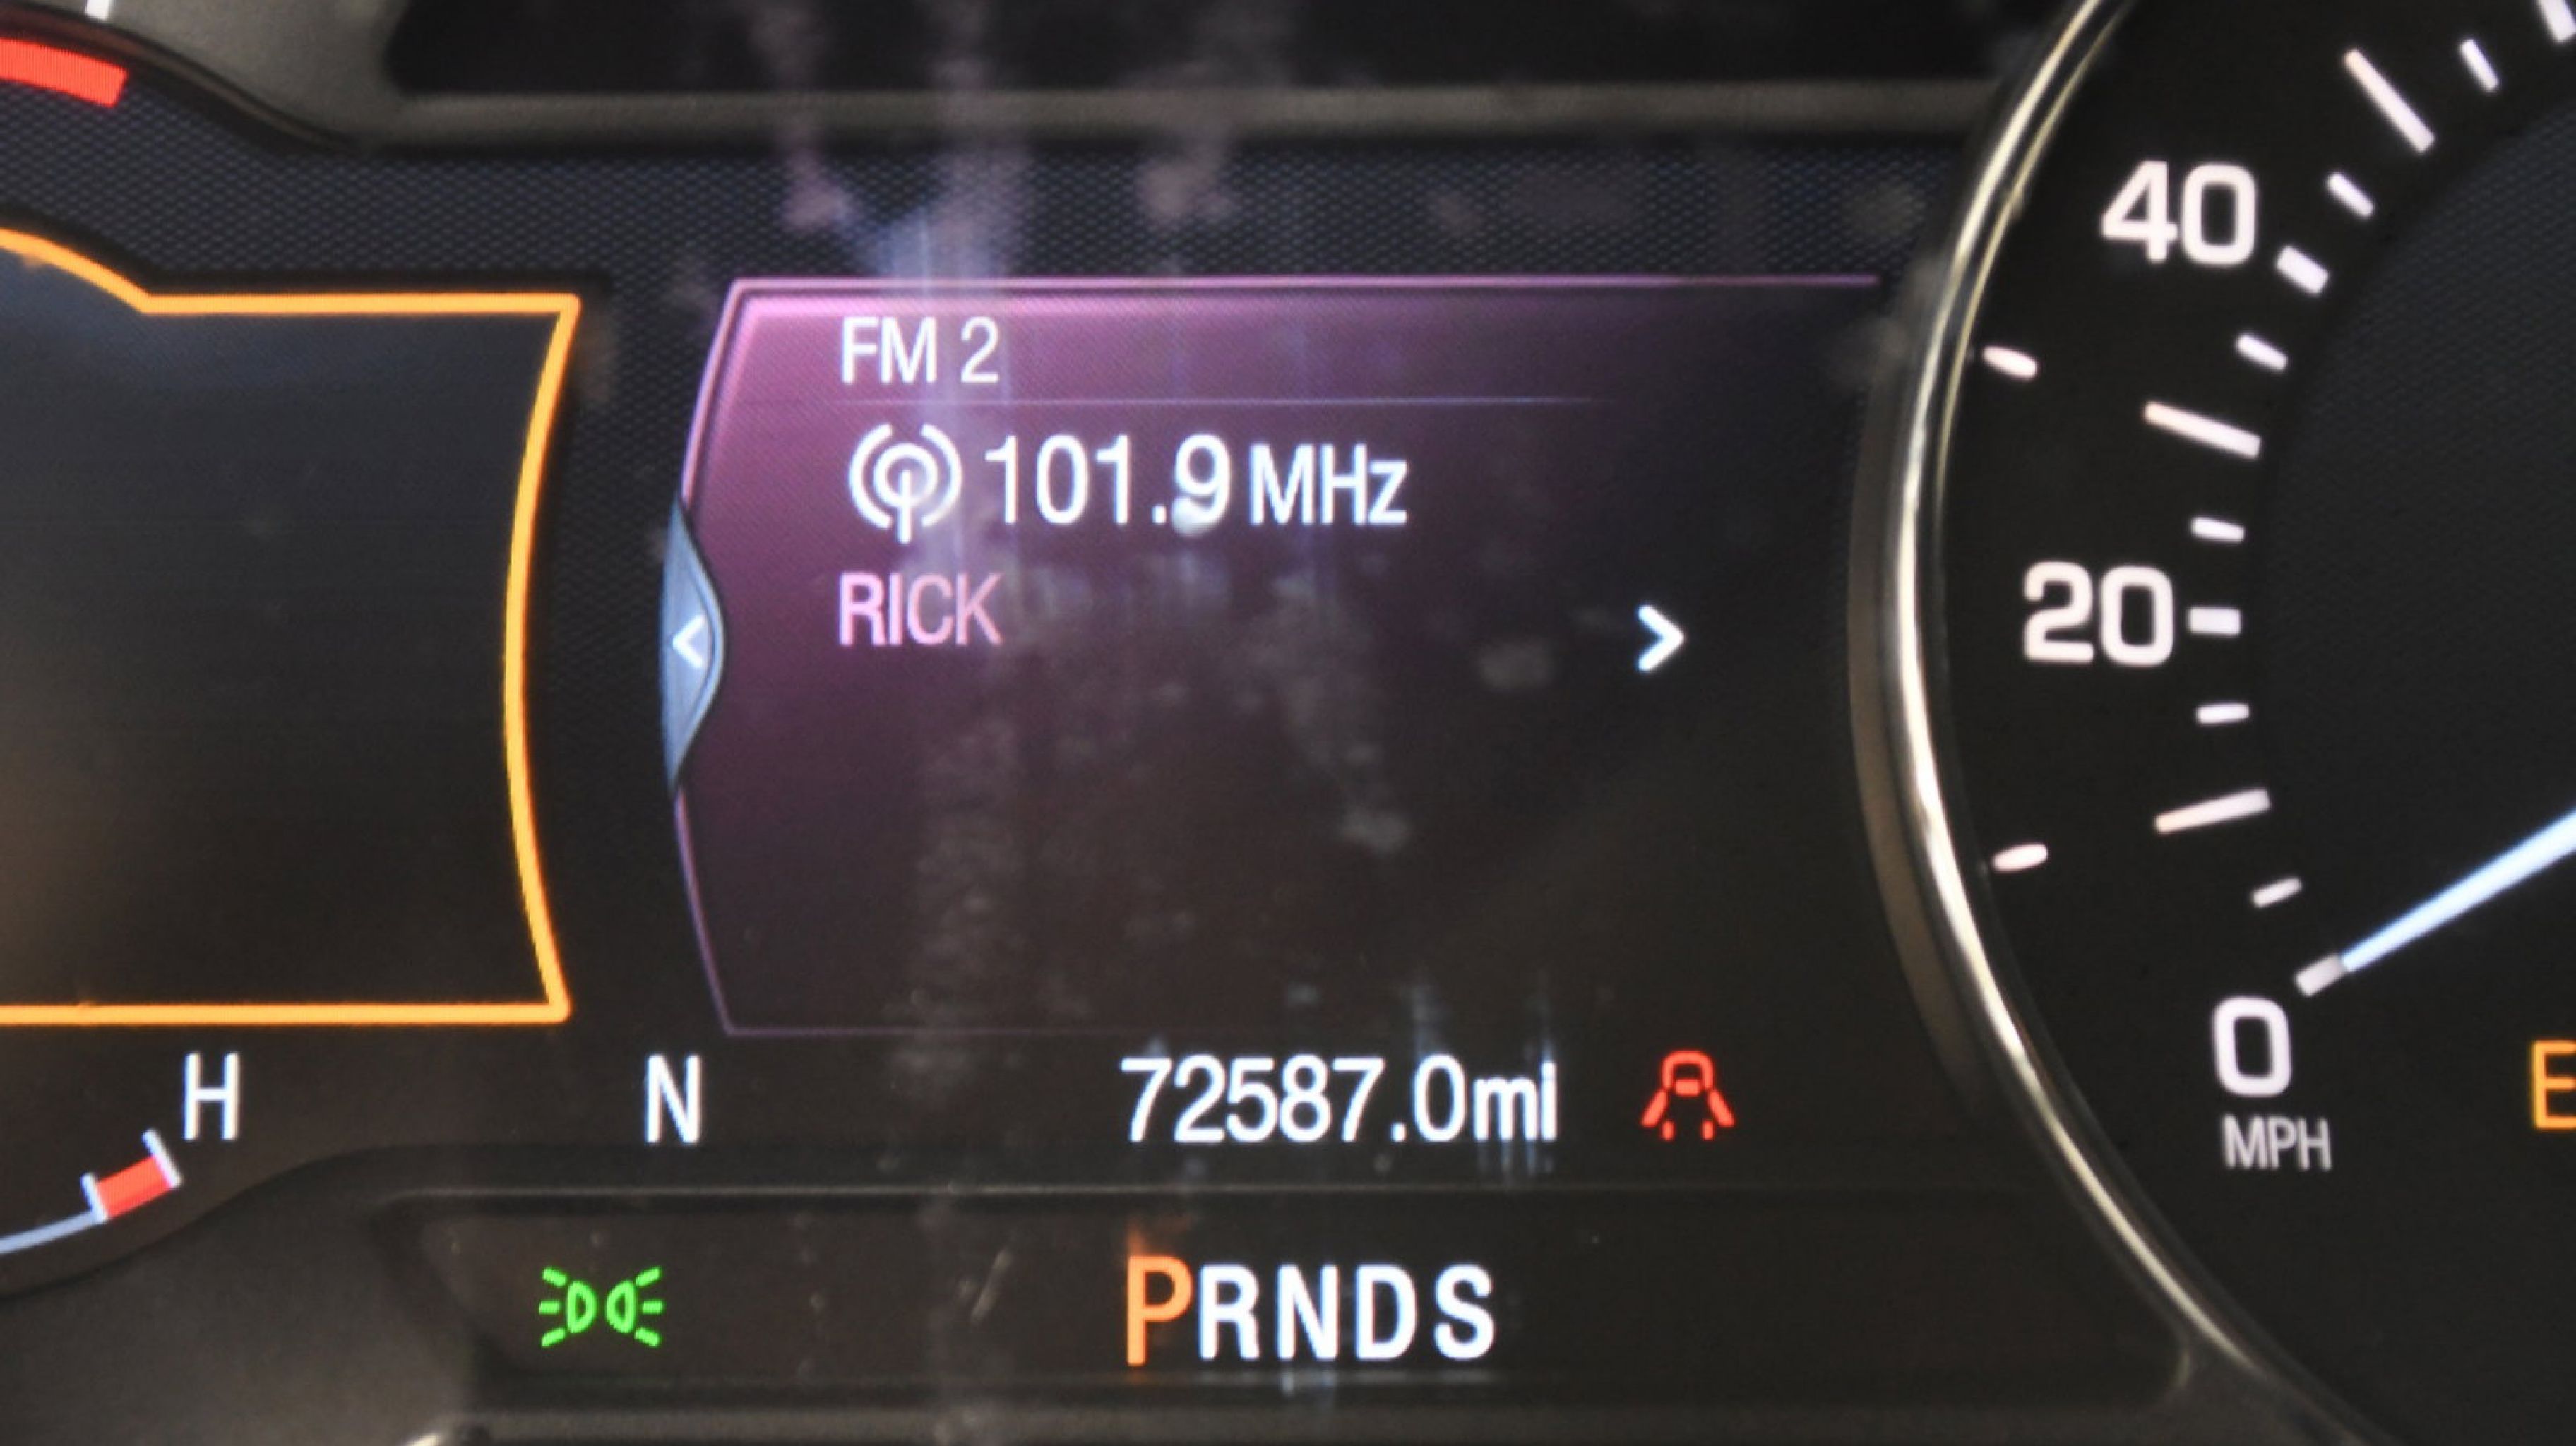 FM 2
101.9 MHz
RICK
40
20
0
MPH
H
N
72587.0mi
E
PRNDS